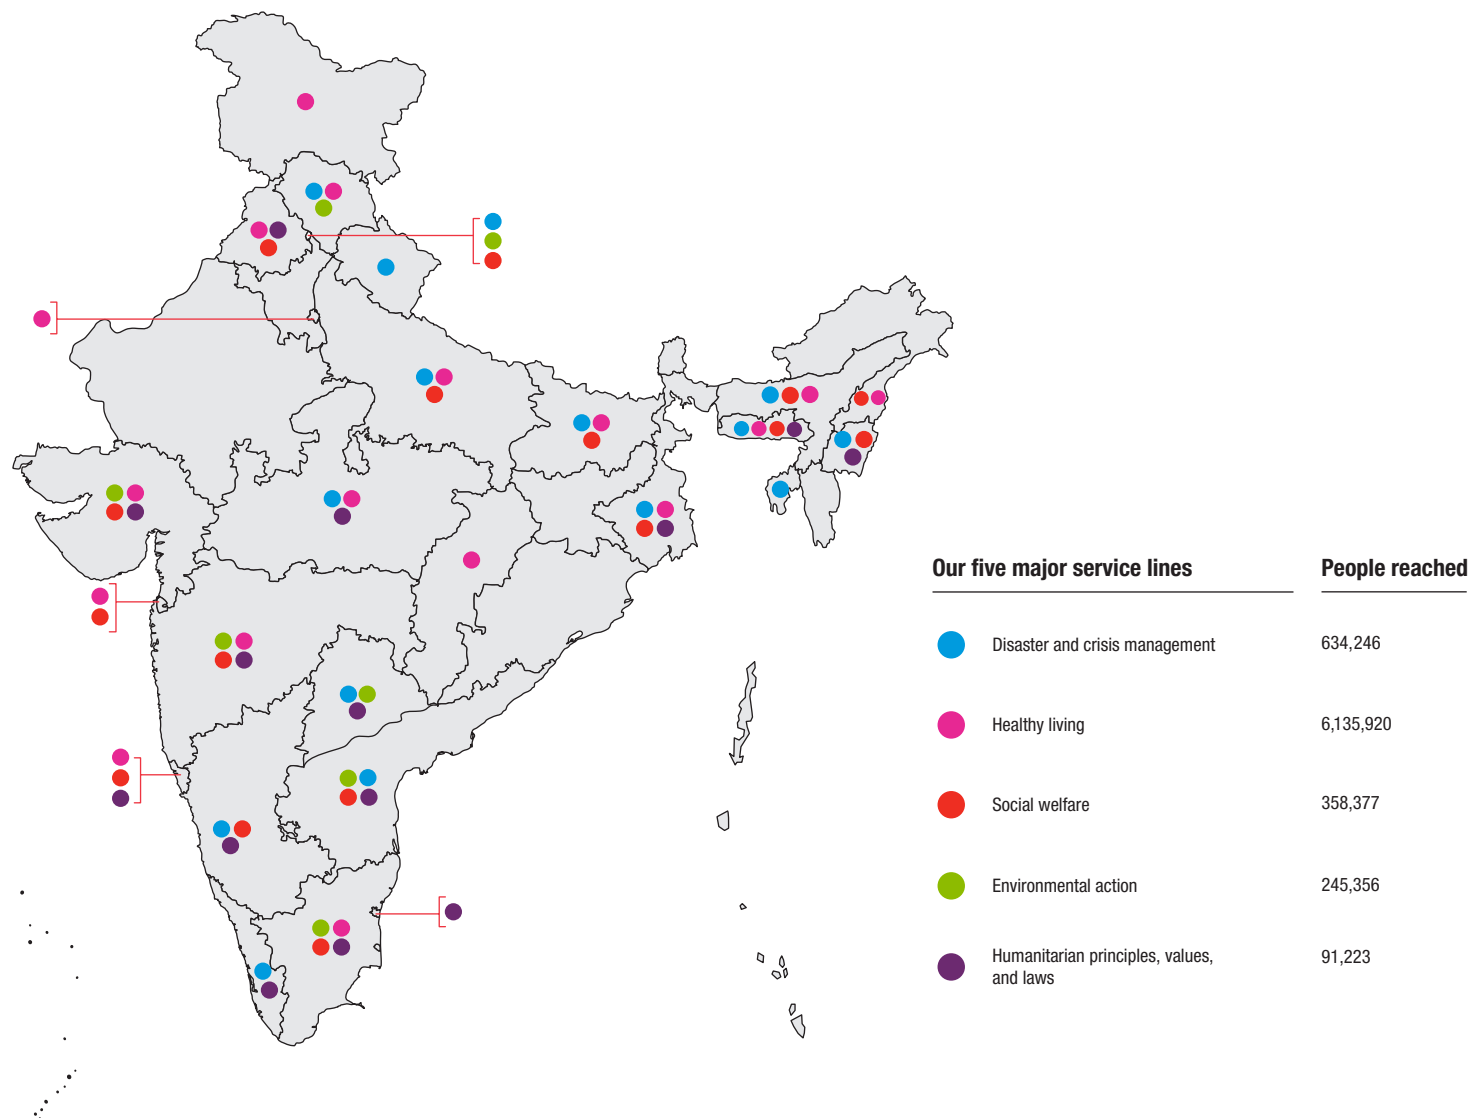 Our five major service lines
People reached
Disaster and crisis management
634,246
Healthy living
6,135,920
Social welfare
358,377
Environmental action
245,356
Humanitarian principles, values,
and laws
91,223